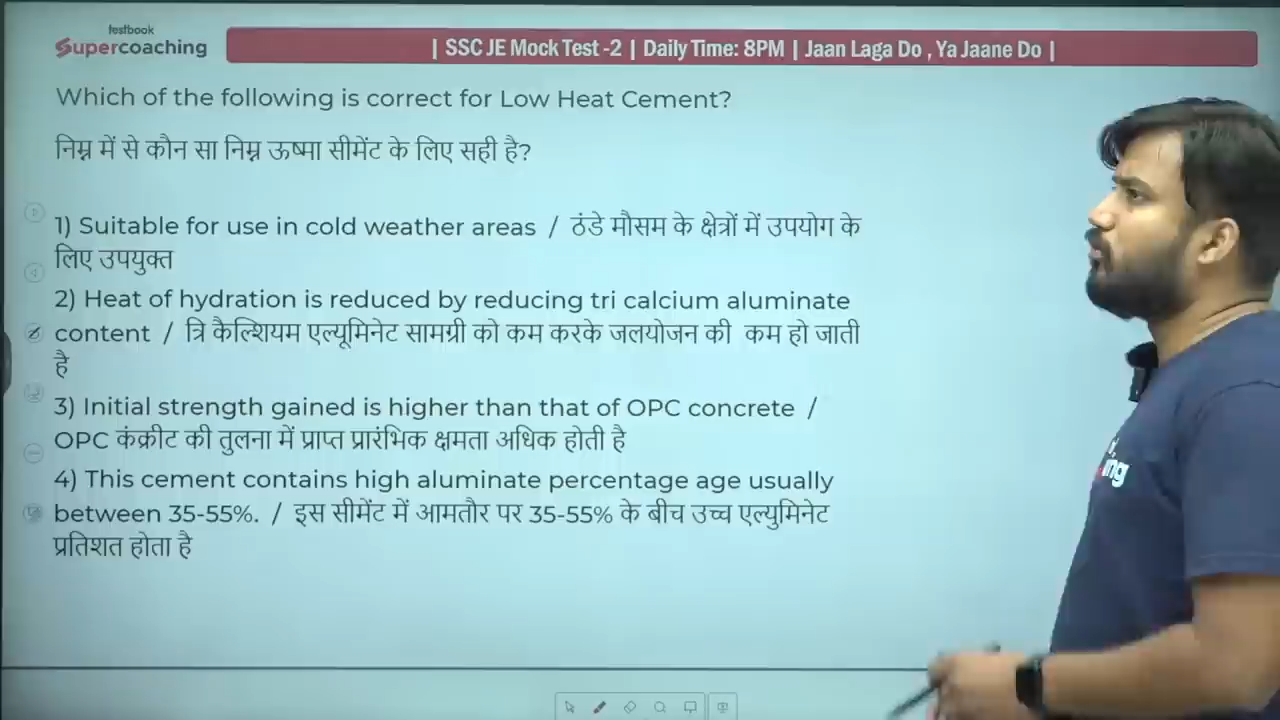 testbook
Supercoaching
| SSC JE Mock Test -2 | Daily Time: 8PM | Jaan Laga Do , Ya Jaane Do |
Which of the following is correct for Low Heat Cement?
निम्न में से कौन सा निम्न ऊष्मा सीमेंट के लिए सही है?
1) Suitable for use in cold weather areas / ठंडे मौसम के क्षेत्रों में उपयोग के
लिए उपयुक्त
2) Heat of hydration is reduced by reducing tri calcium aluminate
content / त्रि कैल्शियम एल्यूमिनेट सामग्री को कम करके जलयोजन की कम हो जाती
है
3) Initial strength gained is higher than that of OPC concrete /
OPC कंक्रीट की तुलना में प्राप्त प्रारंभिक क्षमता अधिक होती है
4) This cement contains high aluminate percentage age usually
between 35-55%. / इस सीमेंट में आमतौर पर 35-55% के बीच उच्च एल्युमिनेट
प्रतिशत होता है